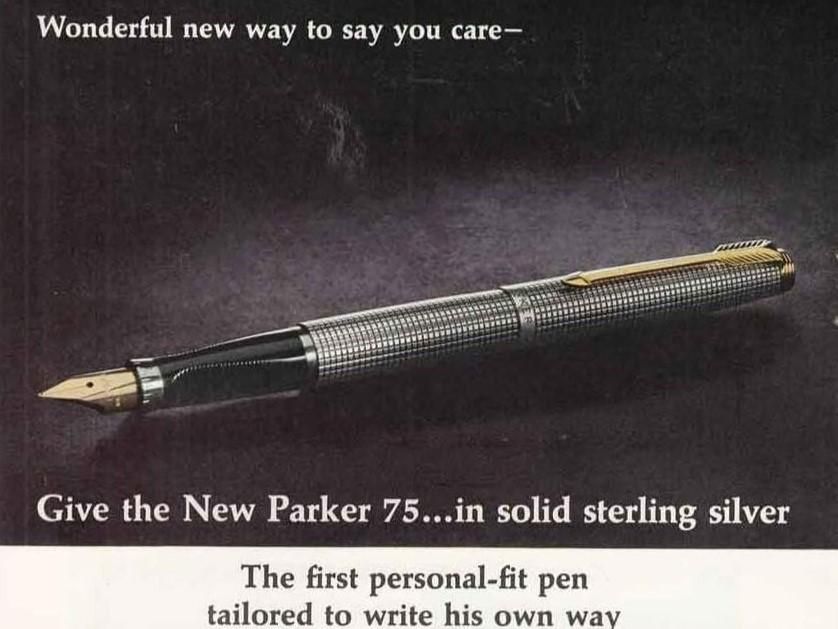 Wonderful new way to say you care—
Give the New Parker 75...in solid sterling silver
The first personal-fit pen
tailored to write his own way